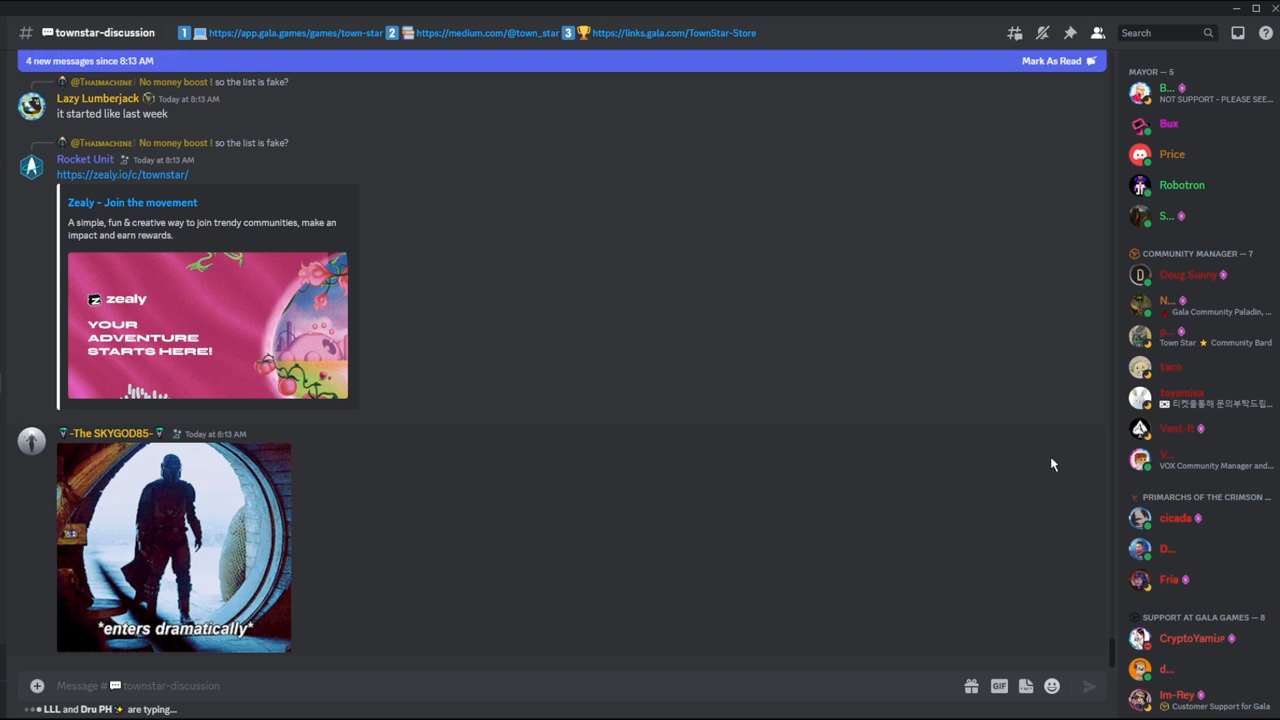 townstar-discussion
1 https://app.gala.games/games/town-star 2 https://medium.com/@town_star 3 https://links.gala.com/TownStar-Store
Search
4 new messages since 8:13 AM
Mark As Read
@THAIMACHINE | No money boost ! so the list is fake?
Lazy Lumberjack Today at 8:13 AM
it started like last week
@THAIMACHINE | No money boost ! so the list is fake?
Rocket Unit Today at 8:13 AM
https://zealy.io/c/townstar/
Zealy - Join the movement
A simple, fun & creative way to join trendy communities, make an
impact and earn rewards.
zealy
YOUR
ADVENTURE
STARTS HERE!
-The SKYGOD85- Today at 8:13 AM
*enters dramatically*
Message # townstar-discussion
GIF
LLL and Dru PH are typing...
MAYOR — 5
B...
NOT SUPPORT - PLEASE SEE...
Bux
Price
Robotron
S...
COMMUNITY MANAGER — 7
Doug Sunny
N...
Gala Community Paladin, ...
p...
Town Star Community Bard
taco
toyamixx
티켓을통해 문의부탁드립...
Vent-R
V...
VOX Community Manager and...
PRIMARCHS OF THE CRIMSON ...
cicada
D...
Fria
SUPPORT AT GALA GAMES — 8
CryptoYamiJP
d...
Im-Rey
Customer Support for Gala